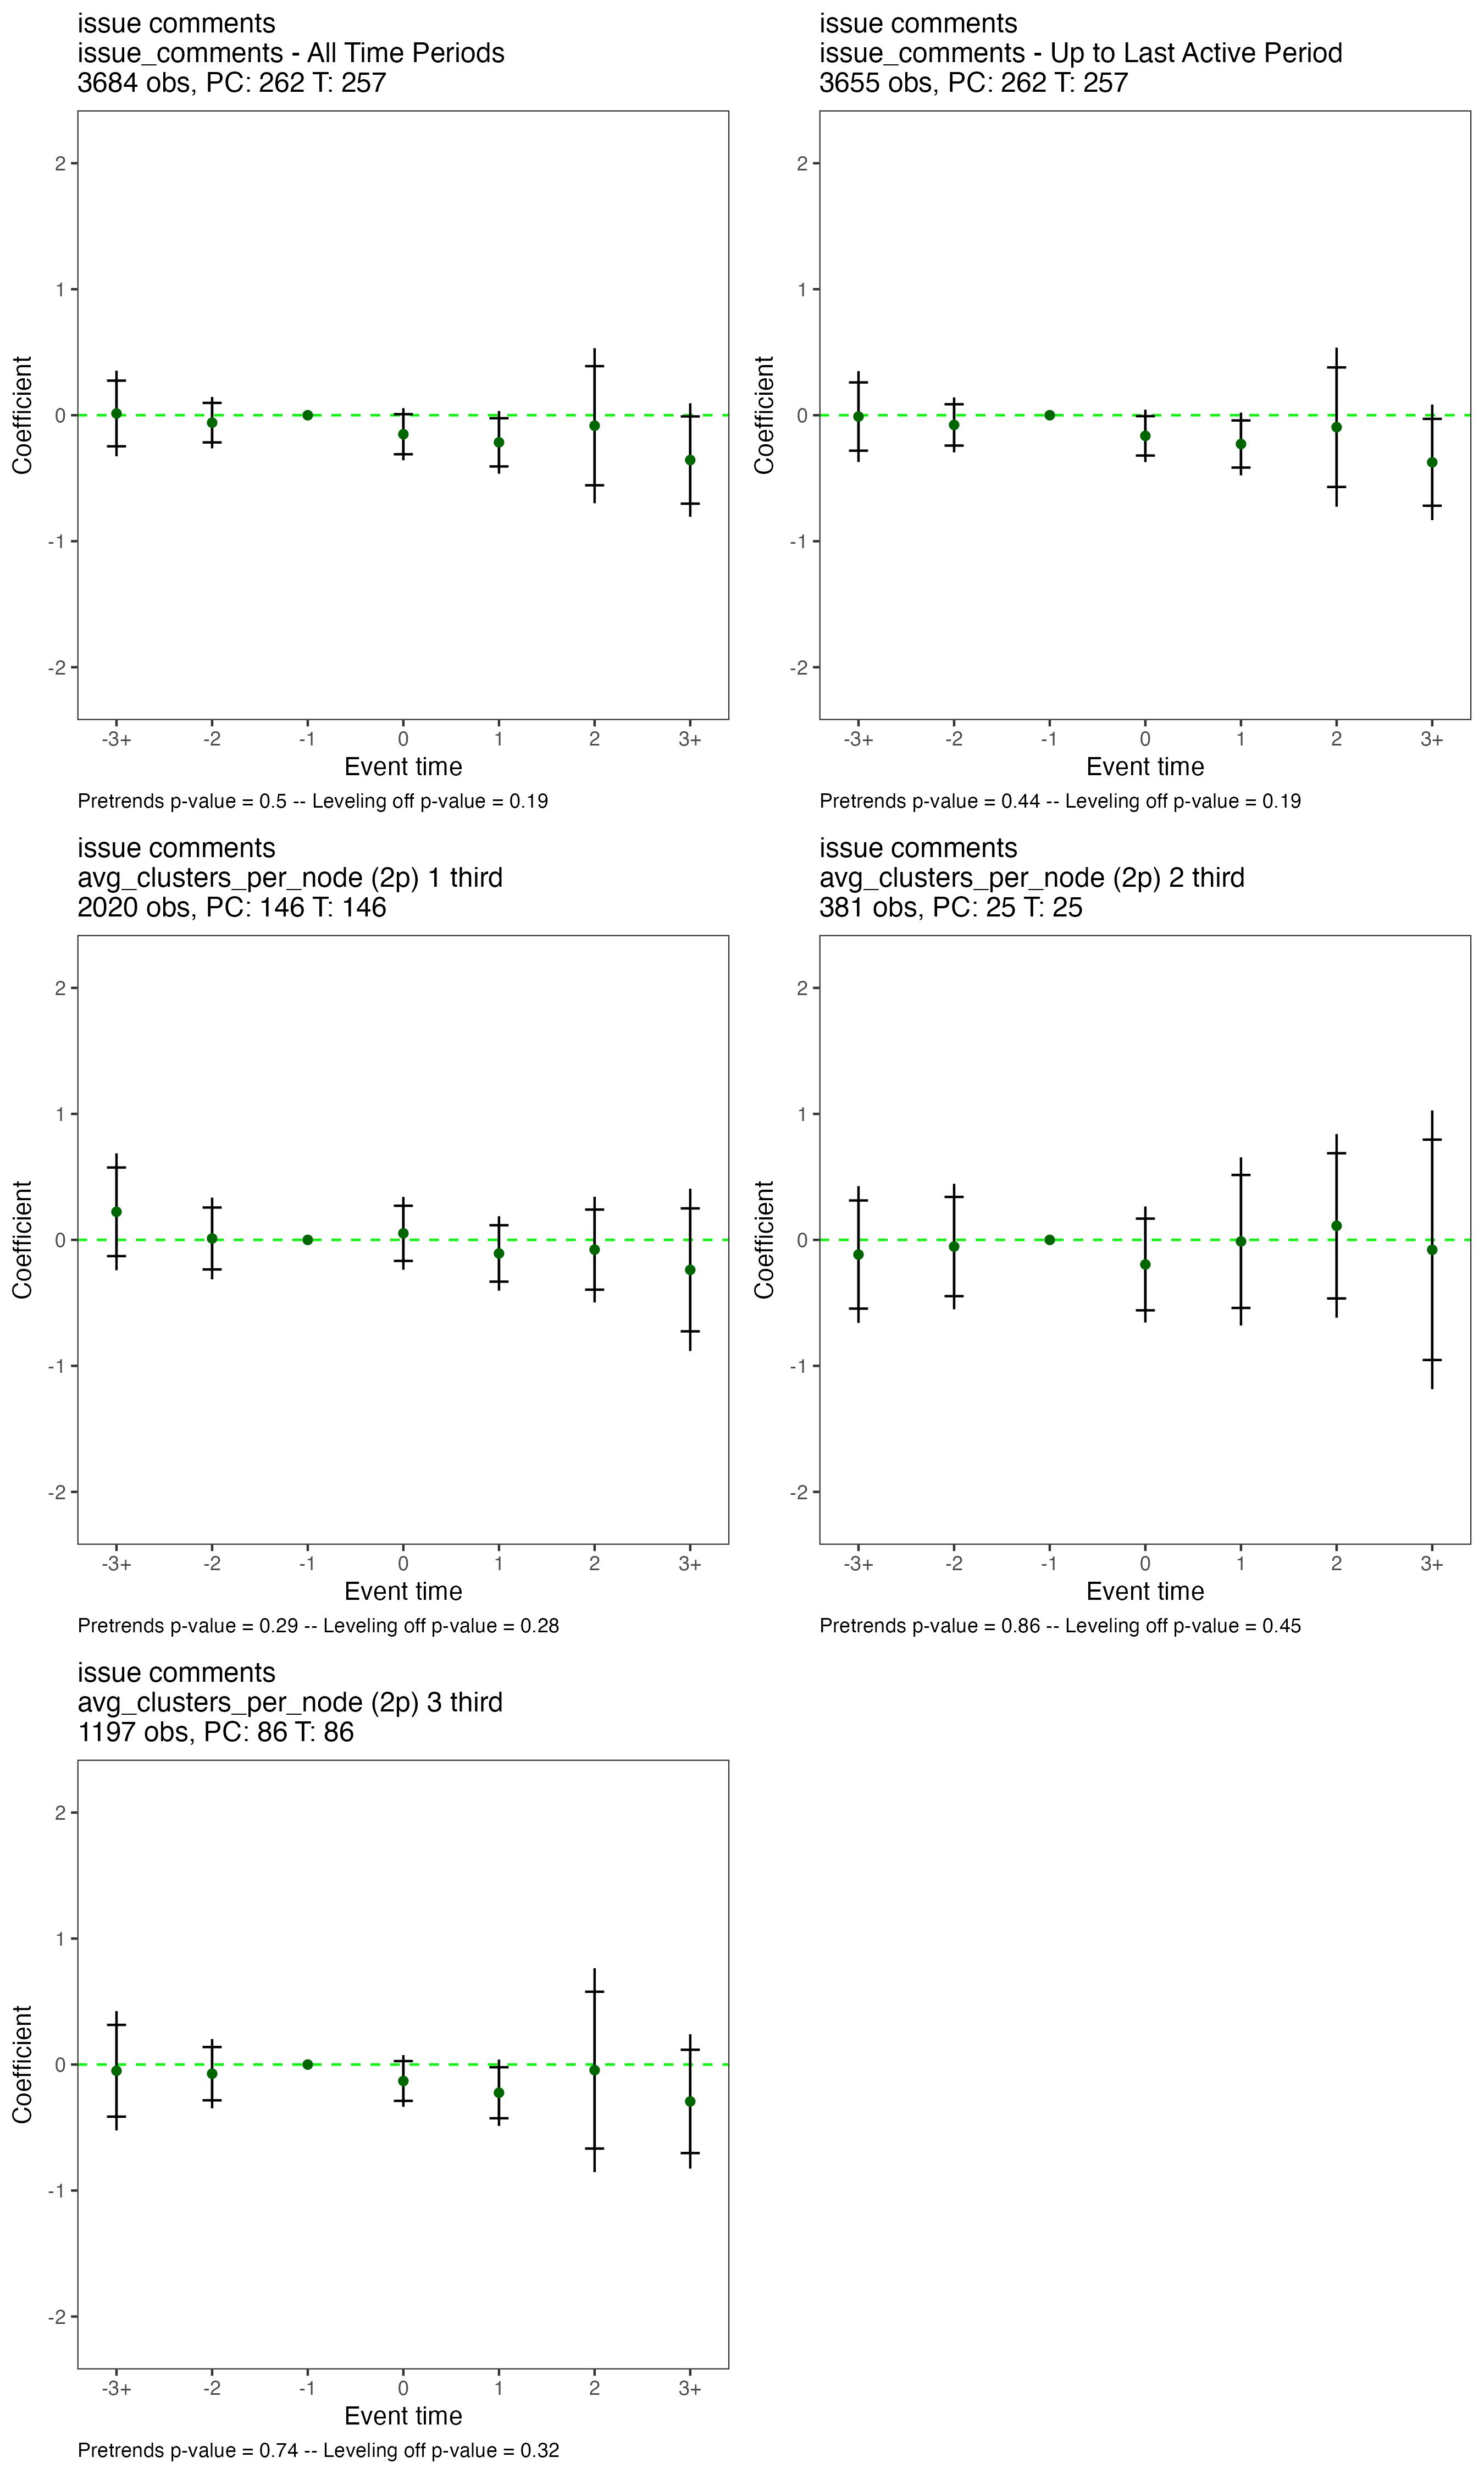 issue comments
issue_comments - All Time Periods
3684 obs, PC: 262 T: 257
2
1
0
-1
-2
Coefficient
-3+ -2 -1 0 1 2 3+
Event time
Pretrends p-value = 0.5 -- Leveling off p-value = 0.19
issue comments
issue_comments - Up to Last Active Period
3655 obs, PC: 262 T: 257
2
1
0
-1
-2
Coefficient
-3+ -2 -1 0 1 2 3+
Event time
Pretrends p-value = 0.44 -- Leveling off p-value = 0.19
issue comments
avg_clusters_per_node (2p) 1 third
2020 obs, PC: 146 T: 146
2
1
0
-1
-2
Coefficient
-3+ -2 -1 0 1 2 3+
Event time
Pretrends p-value = 0.29 -- Leveling off p-value = 0.28
issue comments
avg_clusters_per_node (2p) 2 third
381 obs, PC: 25 T: 25
2
1
0
-1
-2
Coefficient
-3+ -2 -1 0 1 2 3+
Event time
Pretrends p-value = 0.86 -- Leveling off p-value = 0.45
issue comments
avg_clusters_per_node (2p) 3 third
1197 obs, PC: 86 T: 86
2
1
0
-1
-2
Coefficient
-3+ -2 -1 0 1 2 3+
Event time
Pretrends p-value = 0.74 -- Leveling off p-value = 0.32